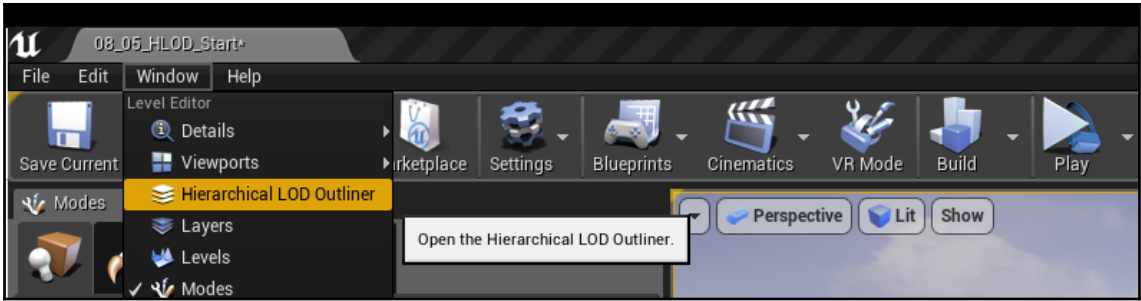 08_05_HLOD_Start*
File Edit Window Help
Level Editor
Details
Viewports
Hierarchical LOD Outliner
Layers
Levels
Modes
Save Current
rketplace
Settings
Blueprints
Cinematics
VR Mode
Build
Play
Modes
Open the Hierarchical LOD Outliner.
Perspective
Lit
Show